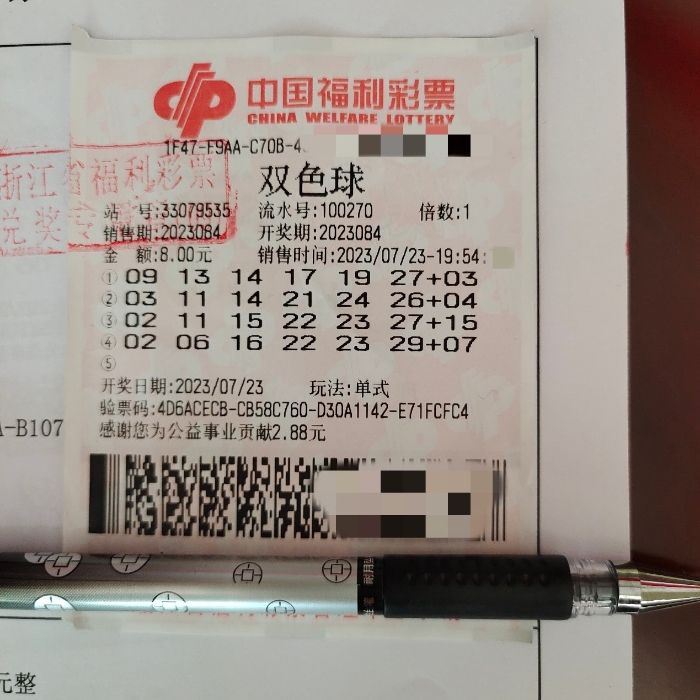 中国福利彩票
CHINA WELFARE LOTTERY
1F47-F9AA-C70B-4
浙江省福利彩票
兑奖专
双色球
站 号:33079535 流水号:100270 倍数:1
销售期:2023084 开奖期:2023084
金 额:8.00元 销售时间:2023/07/23-19:54:
① 09 13 14 17 19 27+03
② 03 11 14 21 24 26+04
③ 02 11 15 22 23 27+15
④ 02 06 16 22 23 29+07
⑤
开奖日期:2023/07/23 玩法:单式
验票码:4D6ACECB-CB58C760-D30A1142-E71FCFC4
感谢您为公益事业贡献2.88元
A-B107
耐用
元整